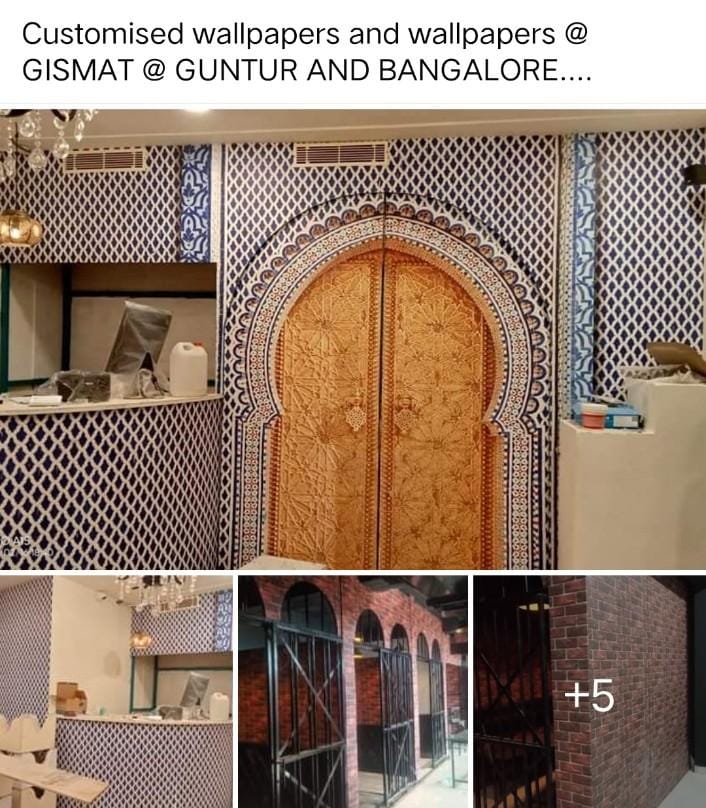 Customised wallpapers and wallpapers @
GISMAT @ GUNTUR AND BANGALORE....
+5